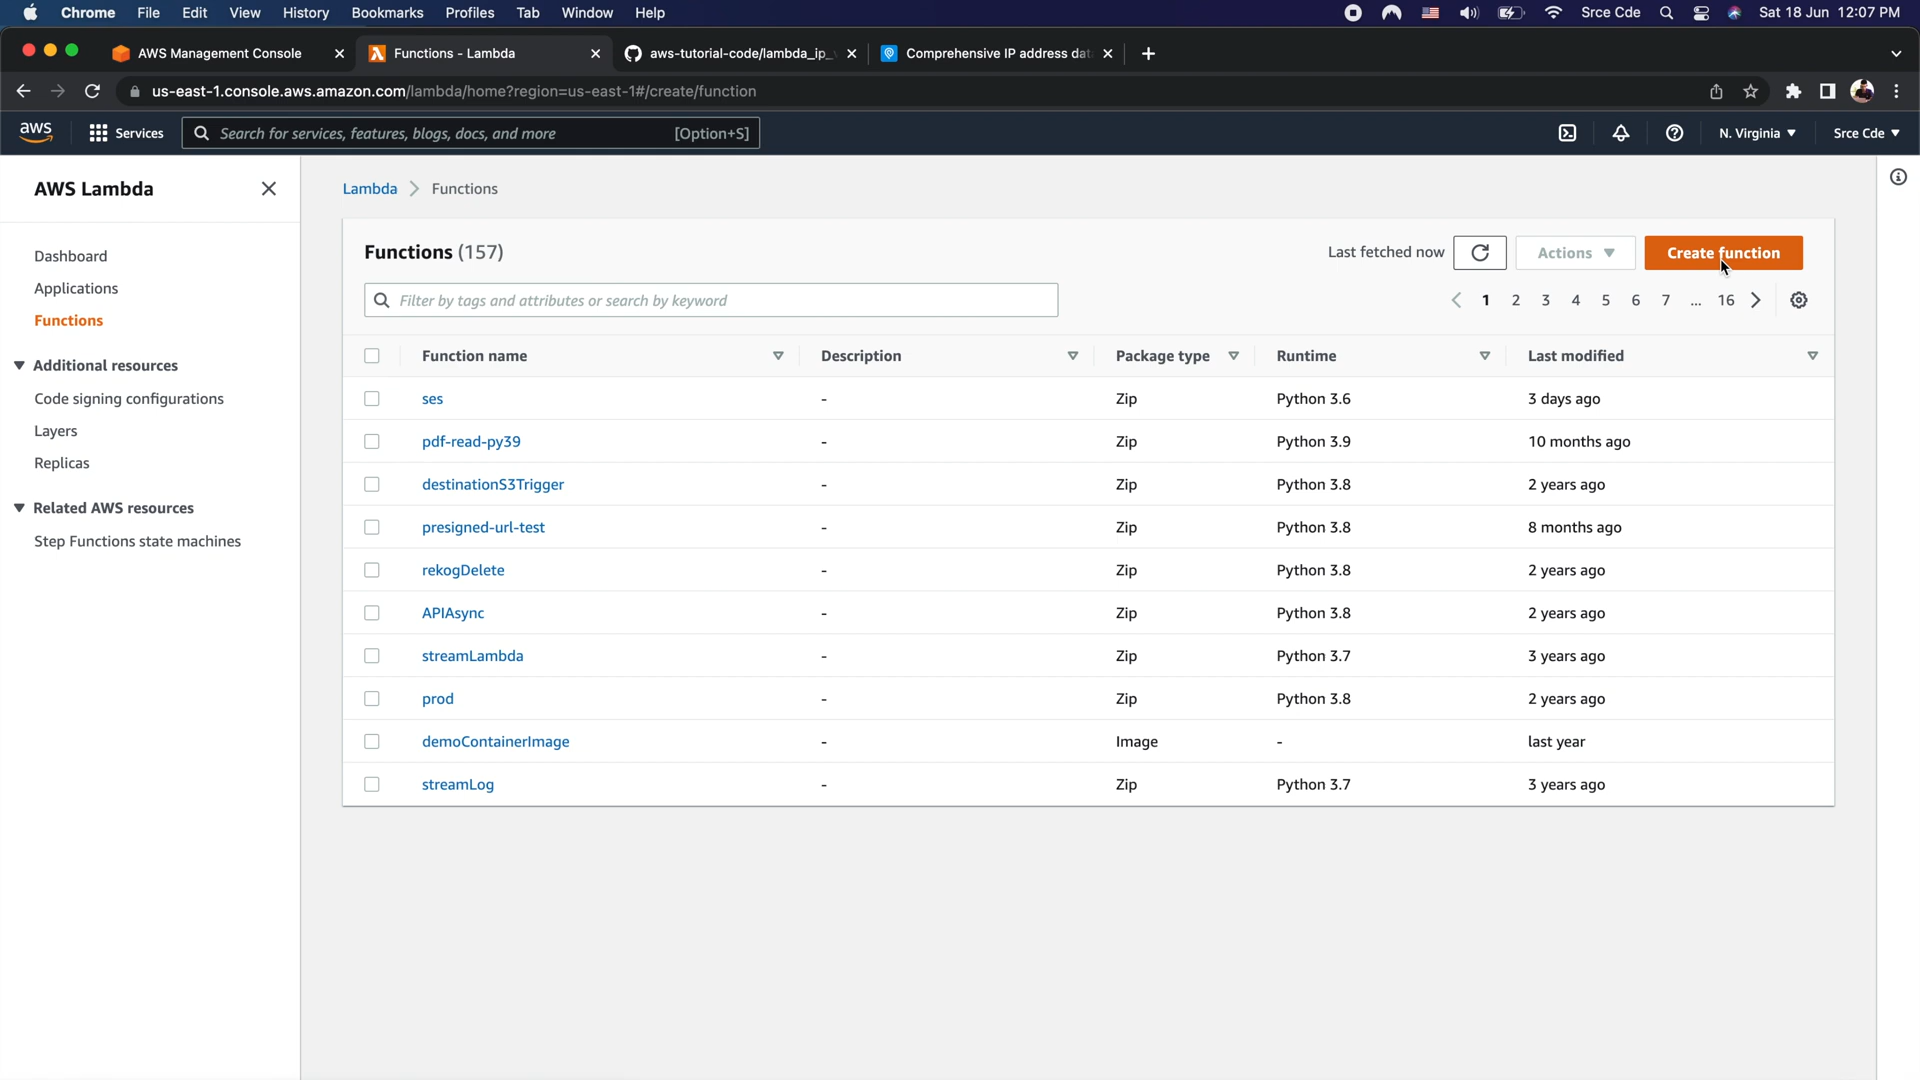 Chrome File Edit View History Bookmarks Profiles Tab Window Help Srce Cde Sat 18 Jun 12:07 PM
AWS Management Console Functions - Lambda aws-tutorial-code/lambda_ip_ Comprehensive IP address dat
us-east-1.console.aws.amazon.com/lambda/home?region=us-east-1#/create/function
aws Services Search for services, features, blogs, docs, and more [Option+S] N. Virginia Srce Cde
AWS Lambda
Dashboard
Applications
Functions
Additional resources
Code signing configurations
Layers
Replicas
Related AWS resources
Step Functions state machines
Lambda Functions
Functions (157) Last fetched now Actions Create function
Filter by tags and attributes or search by keyword 1 2 3 4 5 6 7 ... 16
Function name Description Package type Runtime Last modified
ses - Zip Python 3.6 3 days ago
pdf-read-py39 - Zip Python 3.9 10 months ago
destinationS3Trigger - Zip Python 3.8 2 years ago
presigned-url-test - Zip Python 3.8 8 months ago
rekogDelete - Zip Python 3.8 2 years ago
APIAsync - Zip Python 3.8 2 years ago
streamLambda - Zip Python 3.7 3 years ago
prod - Zip Python 3.8 2 years ago
demoContainerImage - Image - last year
streamLog - Zip Python 3.7 3 years ago